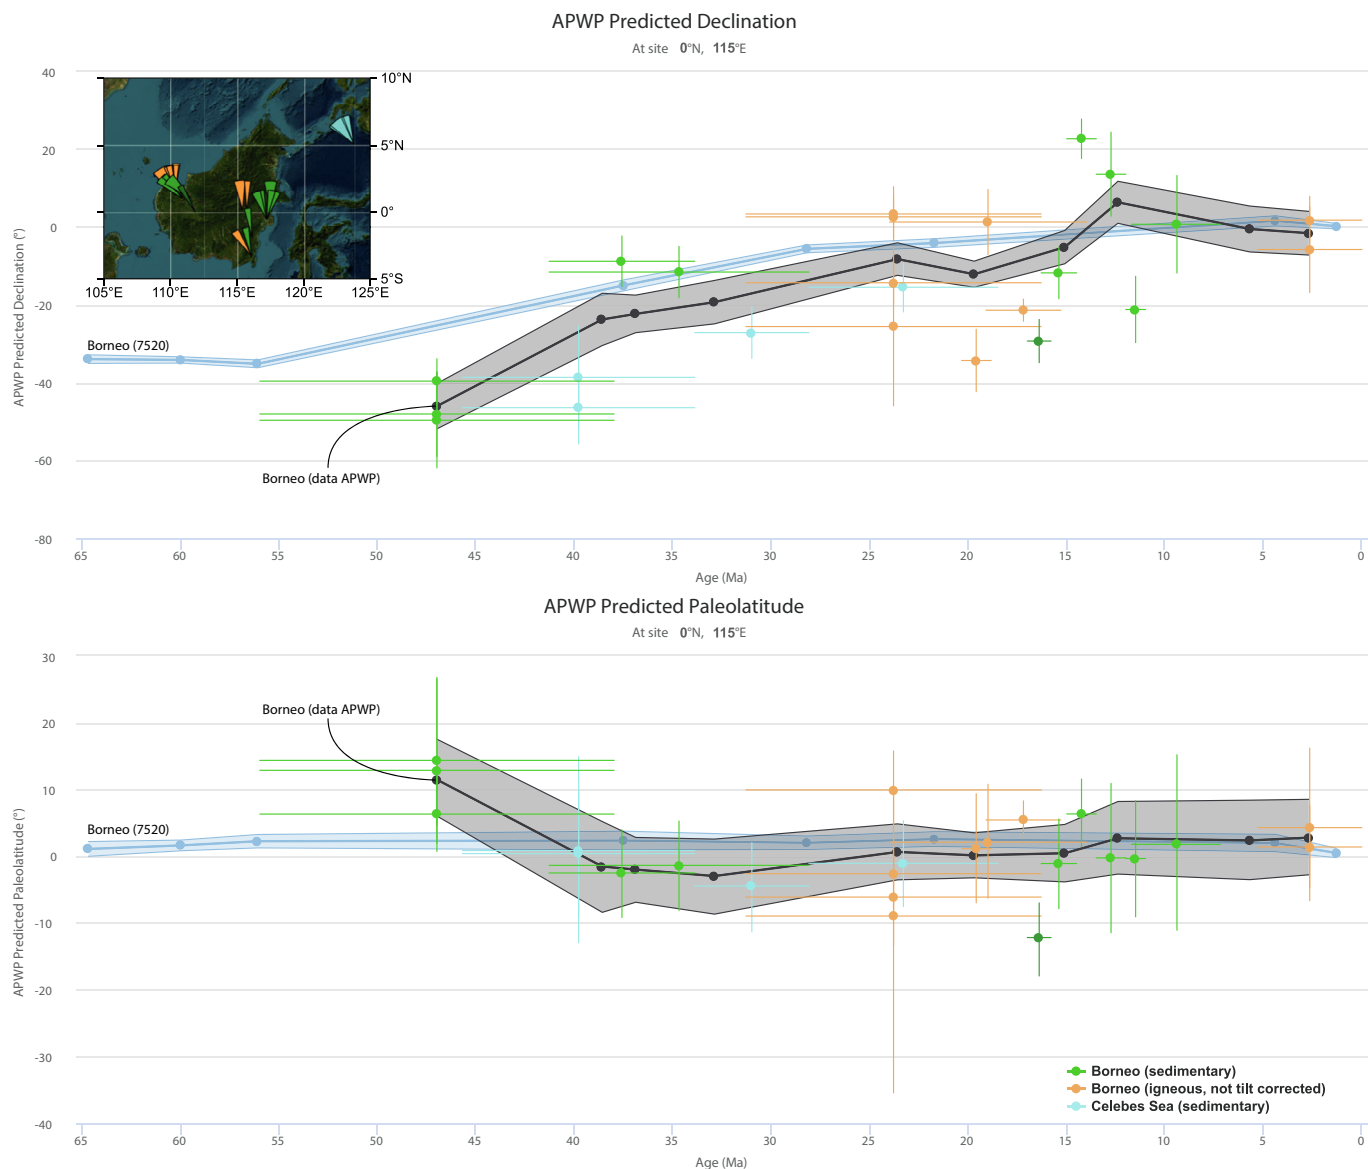 APWP Predicted Declination
At site 0°N, 115°E
40
20
0
-20
-40
-60
-80
APWP Predicted Declination (°)
10°N
5°N
0°
5°S
105°E 110°E 115°E 120°E 125°E
Borneo (7520)
Borneo (data APWP)
65 60 55 50 45 40 35 30 25 20 15 10 5 0
Age (Ma)
APWP Predicted Paleolatitude
At site 0°N, 115°E
30
20
10
0
-10
-20
-30
-40
APWP Predicted Paleolatitude (°)
Borneo (data APWP)
Borneo (7520)
Borneo (sedimentary)
Borneo (igneous, not tilt corrected)
Celebes Sea (sedimentary)
65 60 55 50 45 40 35 30 25 20 15 10 5 0
Age (Ma)